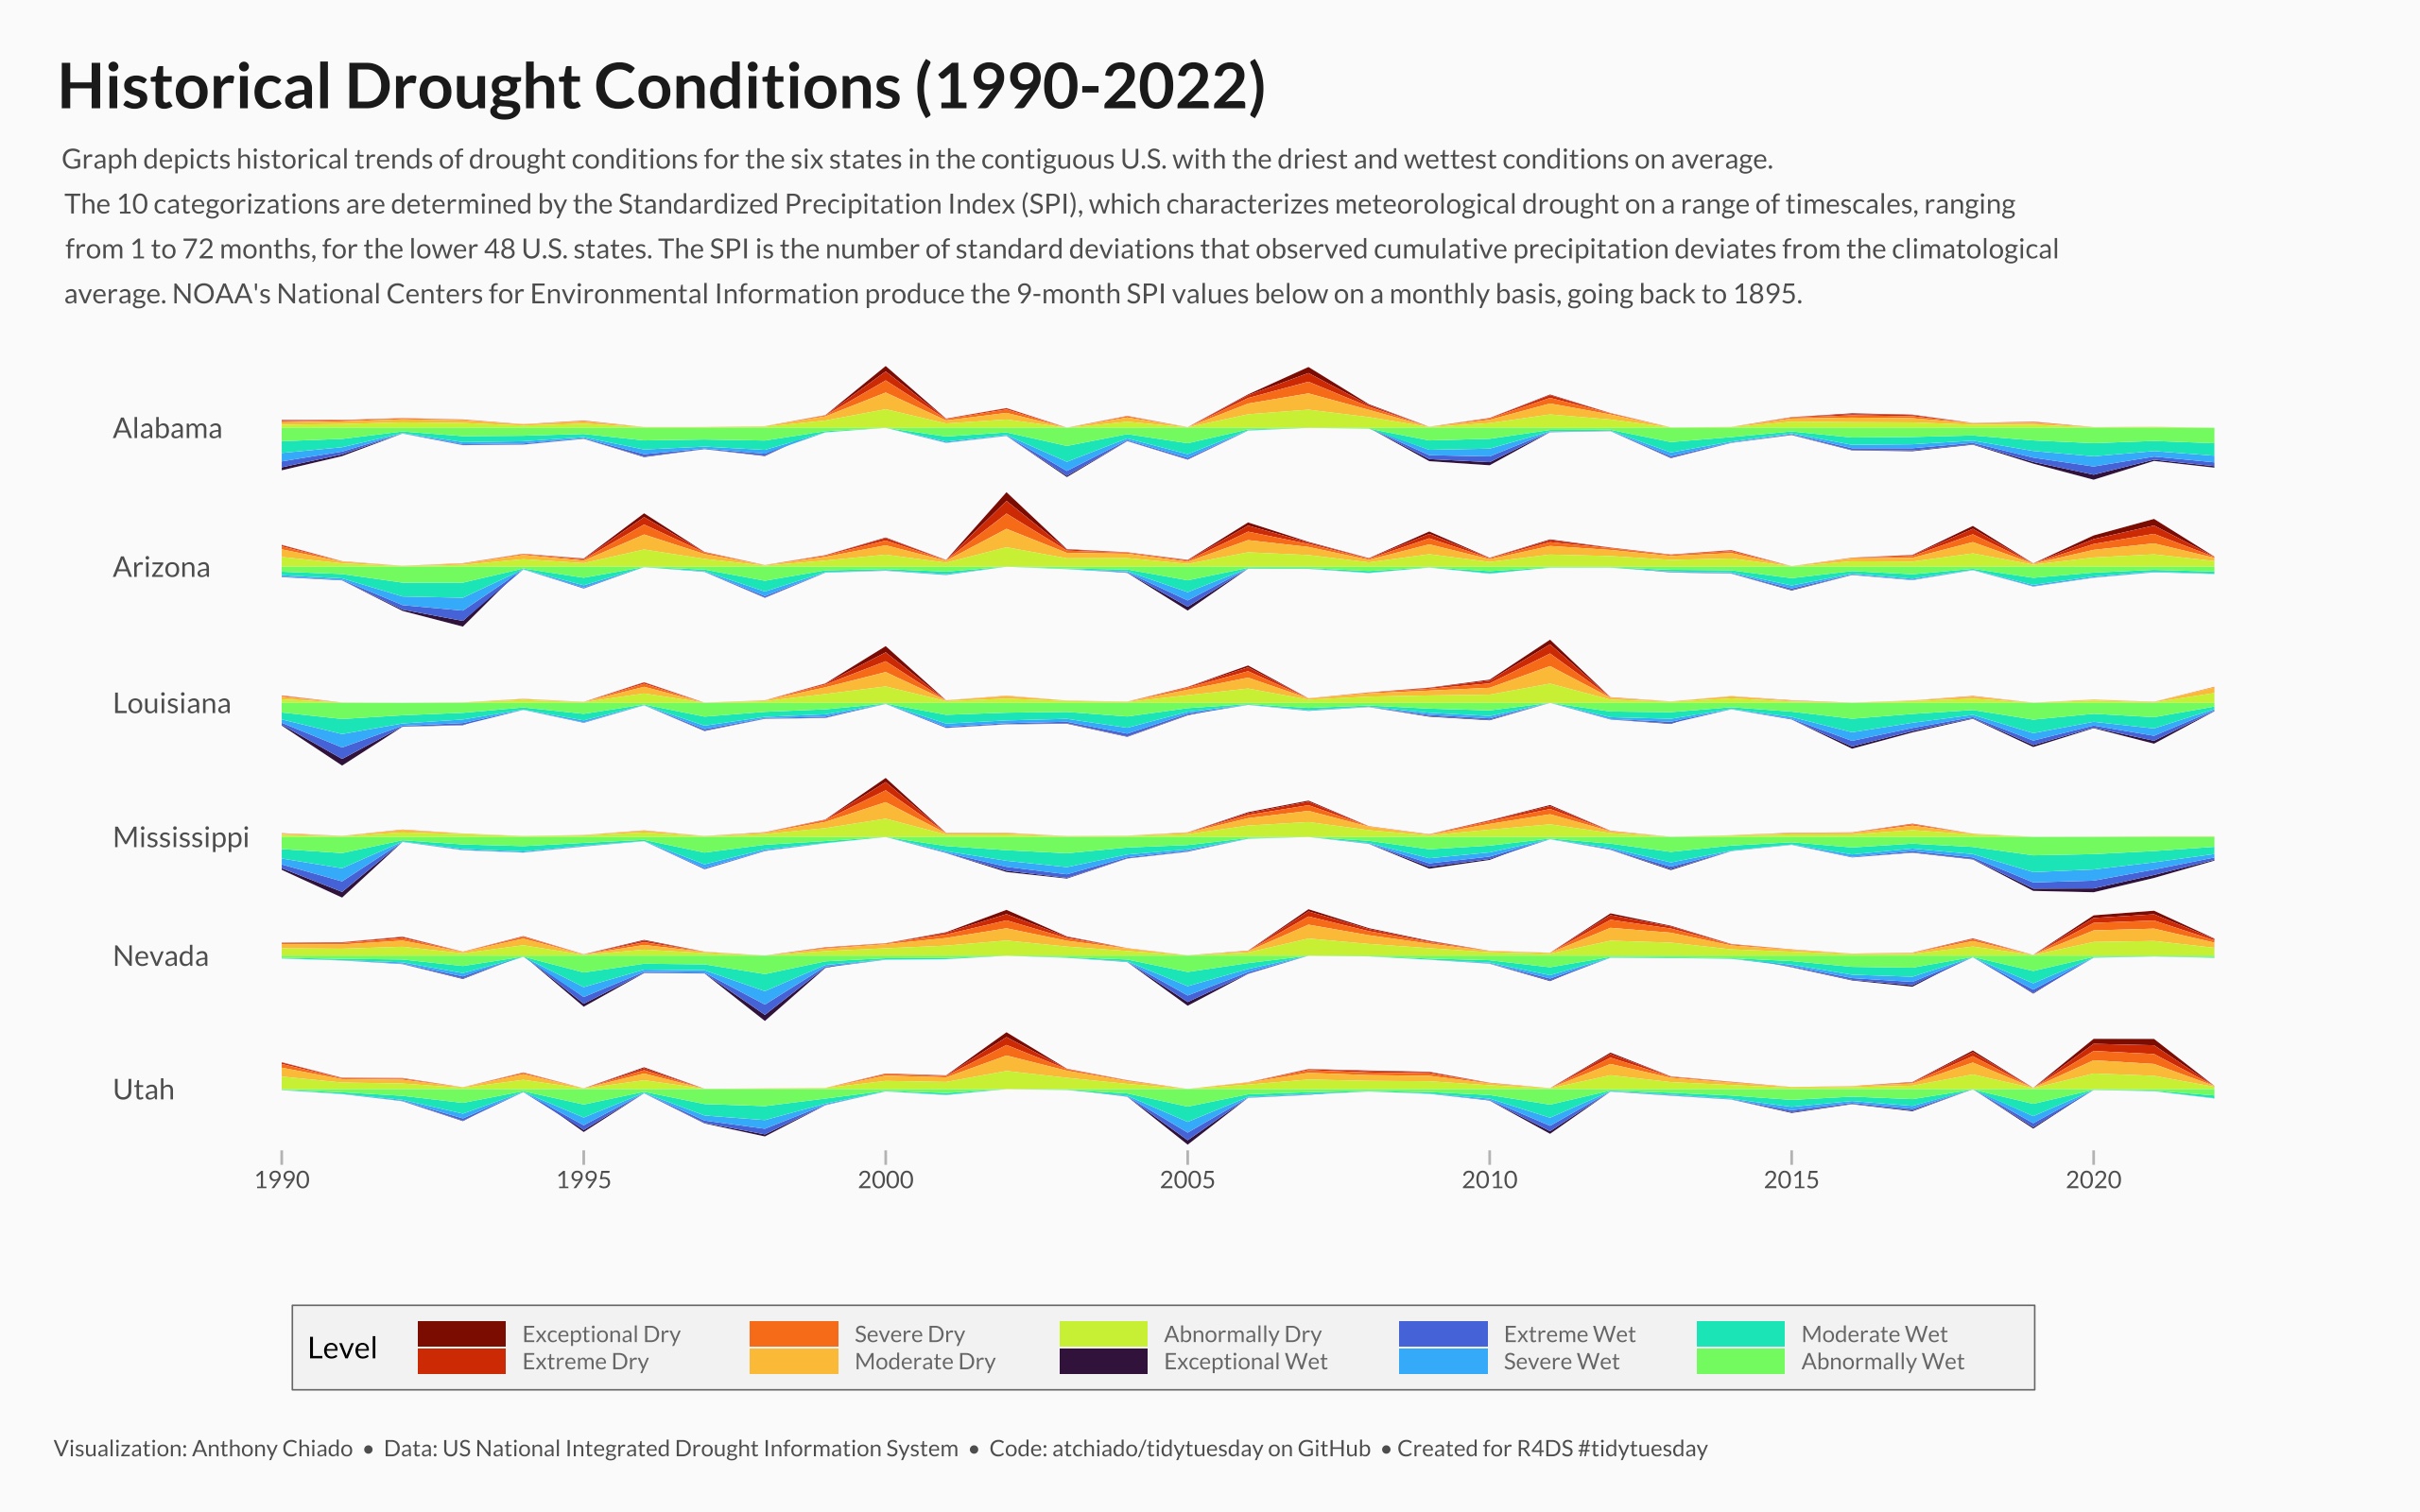 Historical Drought Conditions (1990-2022)
Graph depicts historical trends of drought conditions for the six states in the contiguous U.S. with the driest and wettest conditions on average.
The 10 categorizations are determined by the Standardized Precipitation Index (SPI), which characterizes meteorological drought on a range of timescales, ranging
from 1 to 72 months, for the lower 48 U.S. states. The SPI is the number of standard deviations that observed cumulative precipitation deviates from the climatological
average. NOAA's National Centers for Environmental Information produce the 9-month SPI values below on a monthly basis, going back to 1895.
Alabama
Arizona
Louisiana
Mississippi
Nevada
Utah
1990 1995 2000 2005 2010 2015 2020
Level
Exceptional Dry Severe Dry Abnormally Dry Extreme Wet Moderate Wet
Extreme Dry Moderate Dry Exceptional Wet Severe Wet Abnormally Wet
Visualization: Anthony Chiado • Data: US National Integrated Drought Information System • Code: atchiado/tidytuesday on GitHub • Created for R4DS #tidytuesday